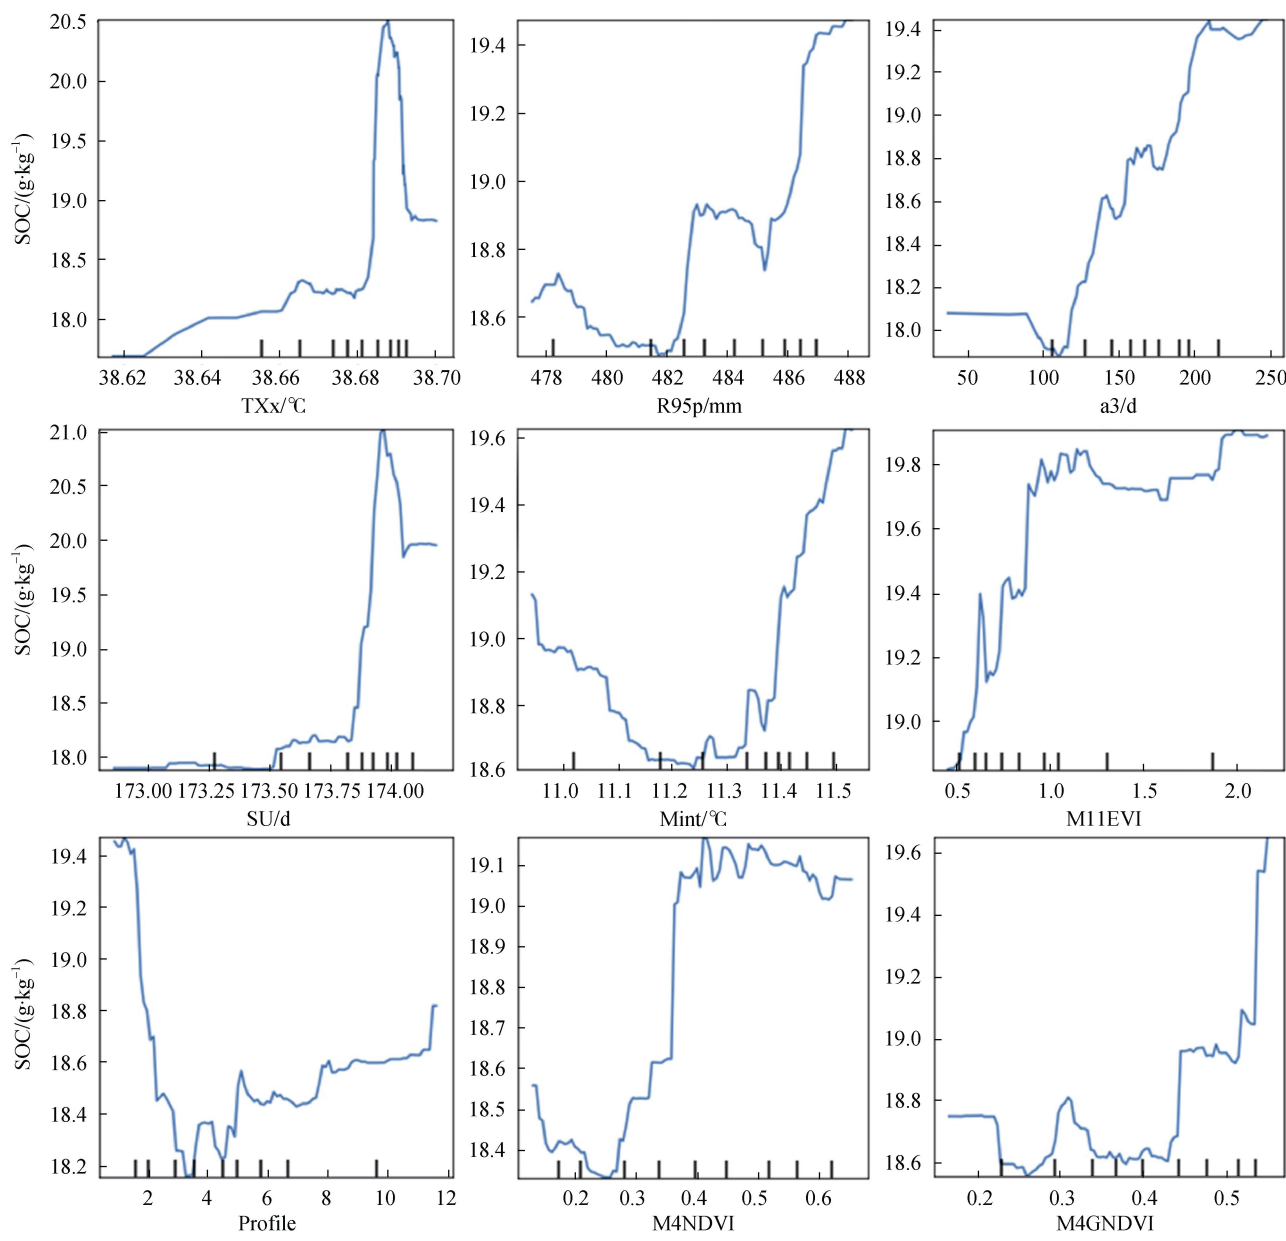 20.5
20.0
19.5
19.0
18.5
18.0
SOC/(g·kg⁻¹)
38.62 38.64 38.66 38.68 38.70
TXx/℃
19.4
19.2
19.0
18.8
18.6
478 480 482 484 486 488
R95p/mm
19.4
19.2
19.0
18.8
18.6
18.4
18.2
18.0
50 100 150 200 250
a3/d
21.0
20.5
20.0
19.5
19.0
18.5
18.0
SOC/(g·kg⁻¹)
173.00 173.25 173.50 173.75 174.00
SU/d
19.6
19.4
19.2
19.0
18.8
18.6
11.0 11.1 11.2 11.3 11.4 11.5
Mint/℃
19.8
19.6
19.4
19.2
19.0
0.5 1.0 1.5 2.0
M11EVI
19.4
19.2
19.0
18.8
18.6
18.4
18.2
SOC/(g·kg⁻¹)
2 4 6 8 10 12
Profile
19.1
19.0
18.9
18.8
18.7
18.6
18.5
18.4
0.2 0.3 0.4 0.5 0.6
M4NDVI
19.6
19.4
19.2
19.0
18.8
18.6
0.2 0.3 0.4 0.5
M4GNDVI